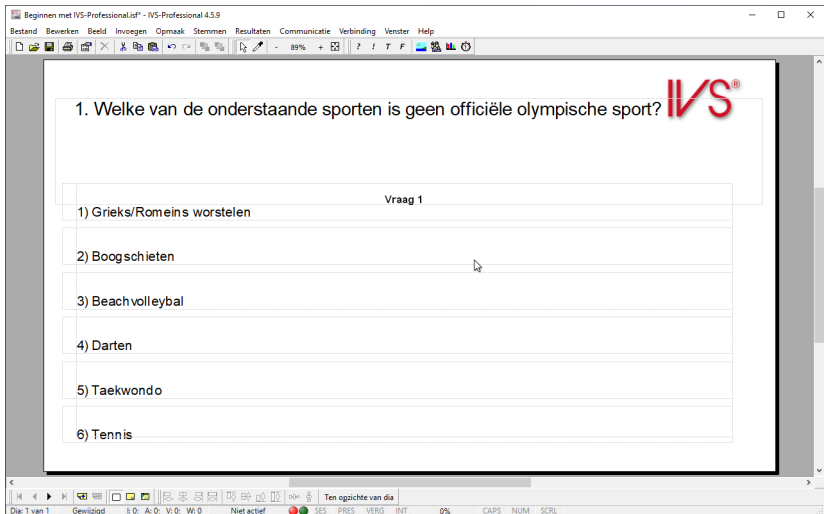 Beginnen met IVS-Professional.isf* - IVS-Professional 4.5.9
Bestand Bewerken Beeld Invoegen Opmaak Stemmen Resultaten Communicatie Verbinding Venster Help
- 89% + ? ! T F
IVS®
1. Welke van de onderstaande sporten is geen officiële olympische sport?
Vraag 1
1) Grieks/Romeins worstelen
2) Boogschieten
3) Beachvolleybal
4) Darten
5) Taekwondo
6) Tennis
Ten opzichte van dia
Dia: 1 van 1 Gewijzigd I: 0 A: 0 V: 0 W: 0 Niet actief SES PRES VERG INT 0% CAPS NUM SCRL